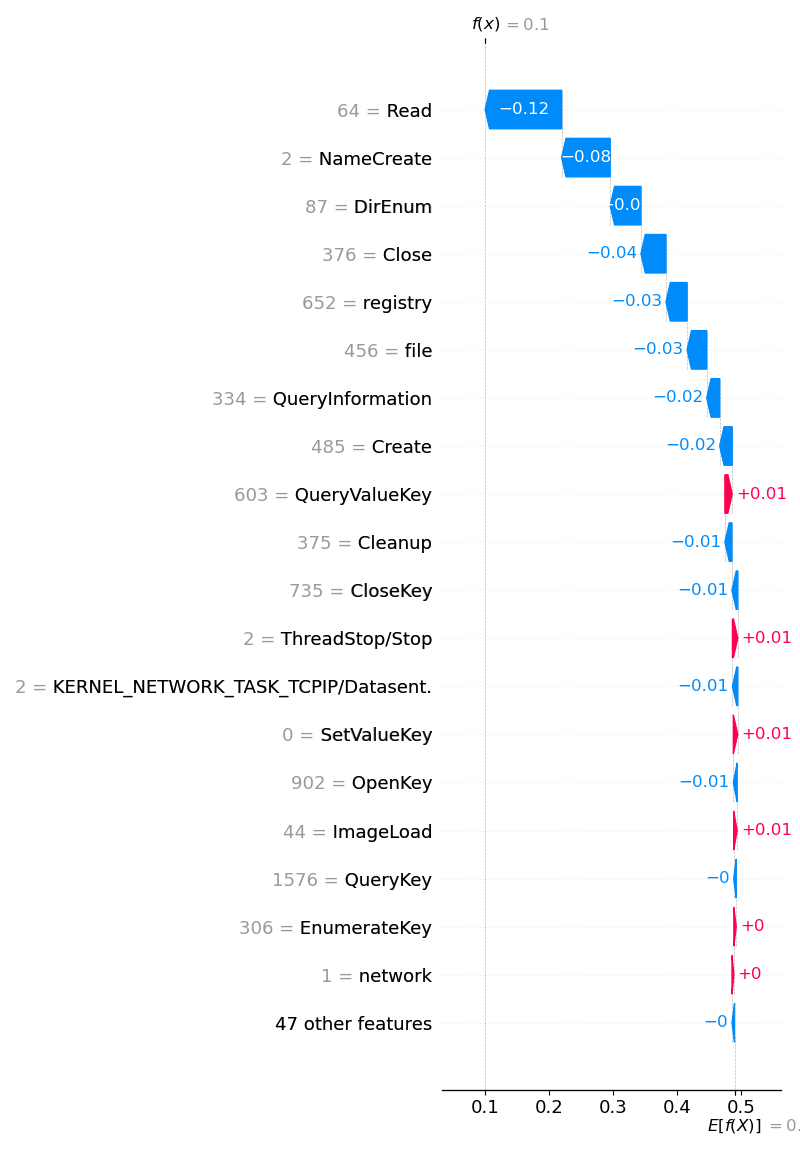 f(x) = 0.1
64 = Read
−0.12
2 = NameCreate
−0.08
87 = DirEnum
−0.0
376 = Close
−0.04
652 = registry
−0.03
456 = file
−0.03
334 = QueryInformation
−0.02
485 = Create
−0.02
603 = QueryValueKey
+0.01
375 = Cleanup
−0.01
735 = CloseKey
−0.01
2 = ThreadStop/Stop
+0.01
2 = KERNEL_NETWORK_TASK_TCPIP/Datasent.
−0.01
0 = SetValueKey
+0.01
902 = OpenKey
−0.01
44 = ImageLoad
+0.01
1576 = QueryKey
−0
306 = EnumerateKey
+0
1 = network
+0
47 other features
−0
0.1 0.2 0.3 0.4 0.5
E[f(X)] = 0.